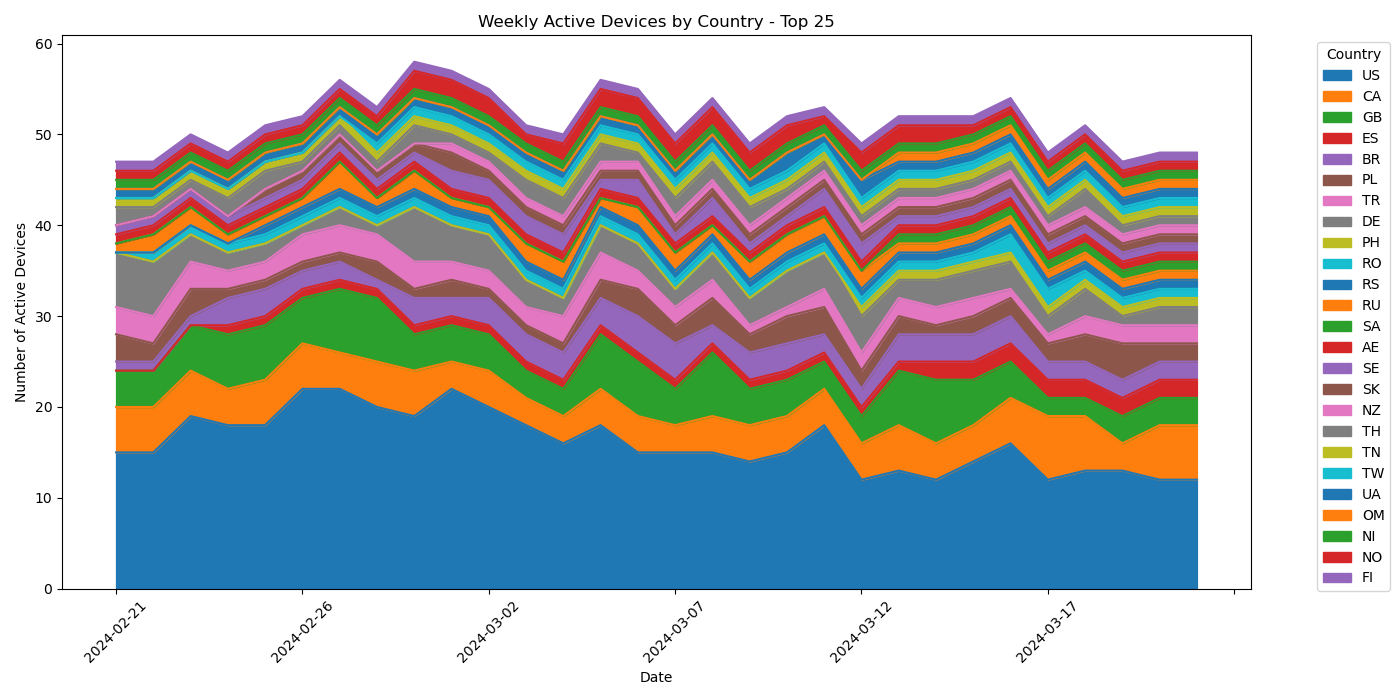 Weekly Active Devices by Country - Top 25
Number of Active Devices
60
50
40
30
20
10
0
2024-02-21
2024-02-26
2024-03-02
2024-03-07
2024-03-12
2024-03-17
Date
Country
US
CA
GB
ES
BR
PL
TR
DE
PH
RO
RS
RU
SA
AE
SE
SK
NZ
TH
TN
TW
UA
OM
NI
NO
FI